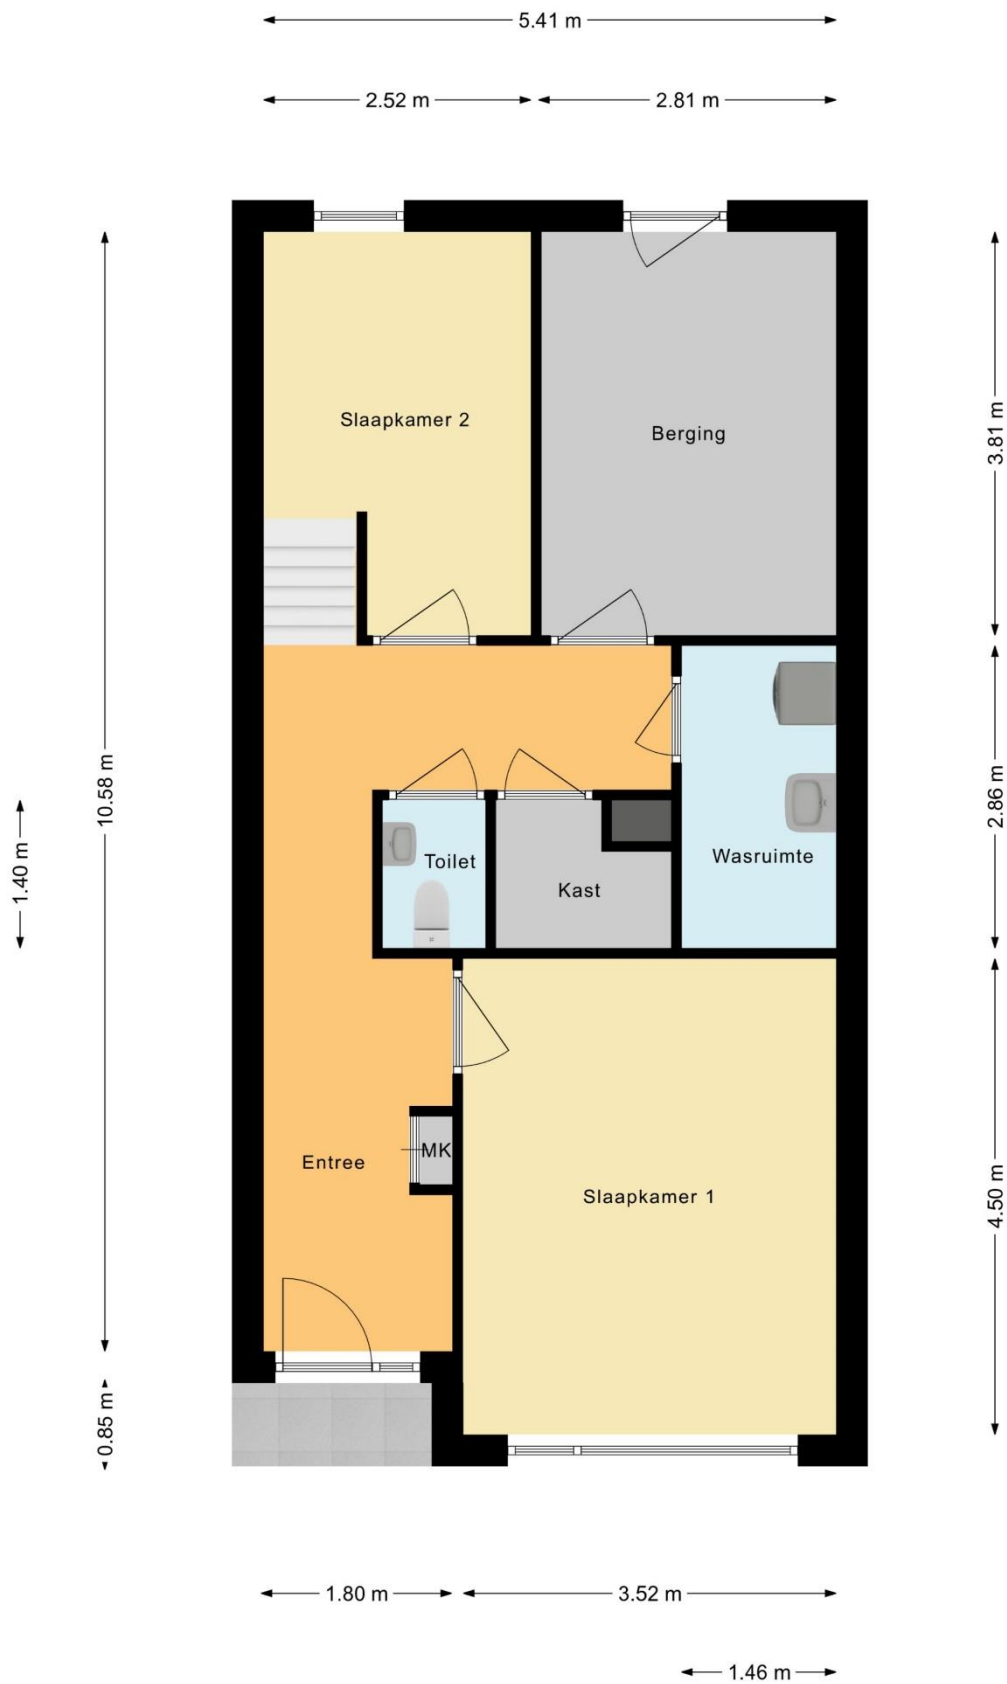 5.41 m
2.52 m
2.81 m
Slaapkamer 2
Berging
3.81 m
10.58 m
1.40 m
2.86 m
Toilet
Kast
Wasruimte
MK
Entree
Slaapkamer 1
4.50 m
0.85 m
1.80 m
3.52 m
1.46 m